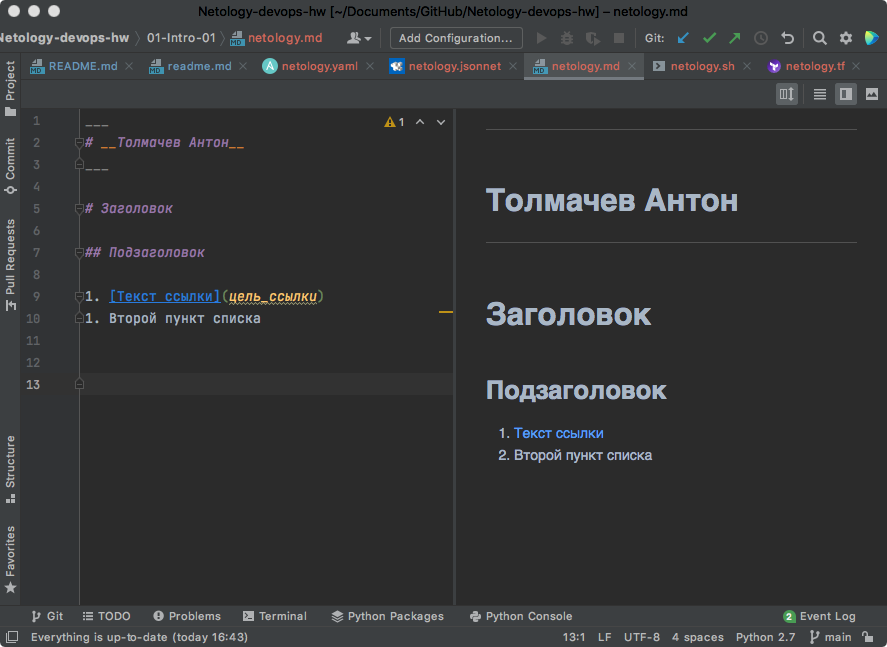 Netology-devops-hw [~/Documents/GitHub/Netology-devops-hw] – netology.md
Netology-devops-hw 01-Intro-01 netology.md Add Configuration... Git:
README.md readme.md netology.yaml netology.jsonnet netology.md netology.sh netology.tf
Project
Commit
Pull Requests
Structure
Favorites
1 ___
2 # __Толмачев Антон__
3 ___
4
5 # Заголовок
6
7 ## Подзаголовок
8
9 1. [Текст ссылки](цель_ссылки)
10 1. Второй пункт списка
11
12
13
1
Толмачев Антон
Заголовок
Подзаголовок
1. Текст ссылки
2. Второй пункт списка
Git TODO Problems Terminal Python Packages Python Console 2 Event Log
Everything is up-to-date (today 16:43) 13:1 LF UTF-8 4 spaces Python 2.7 main